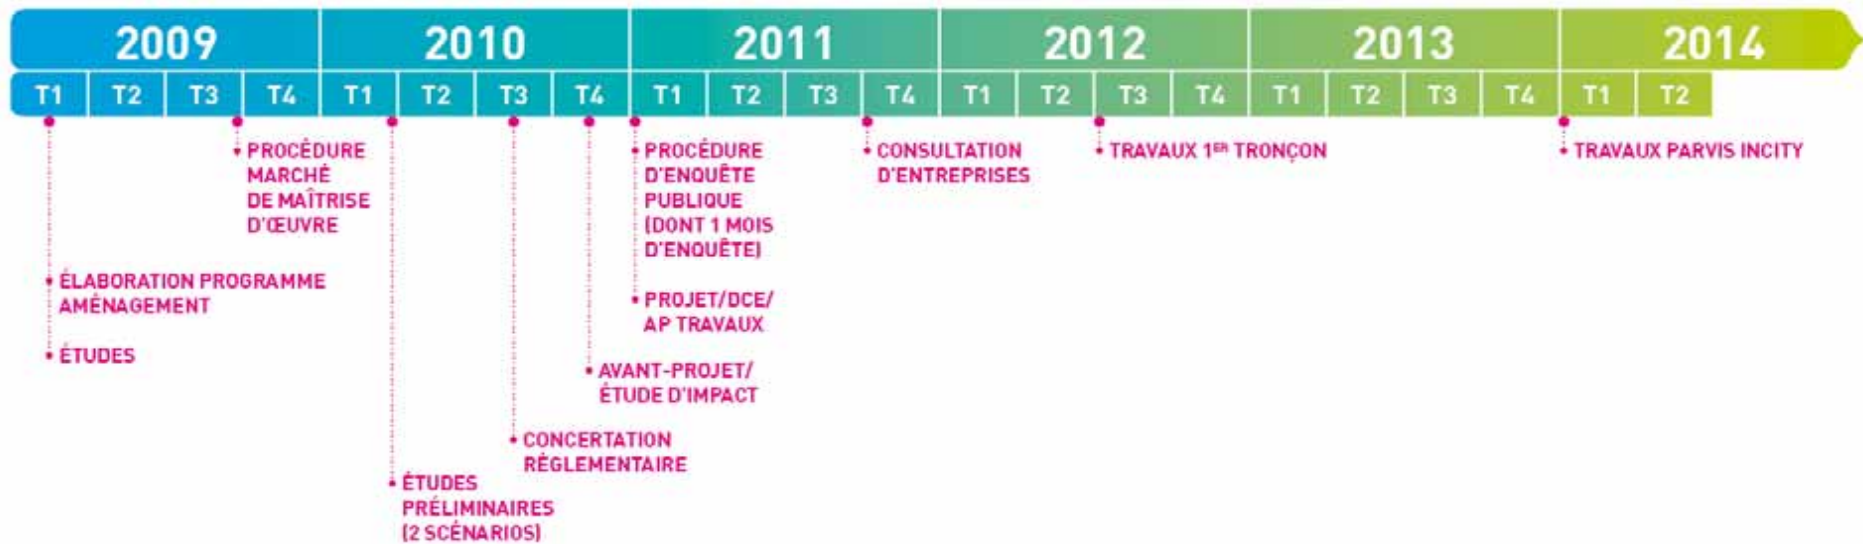 2009 2010 2011 2012 2013 2014
T1 T2 T3 T4 T1 T2 T3 T4 T1 T2 T3 T4 T1 T2 T3 T4 T1 T2 T3 T4 T1 T2
PROCÉDURE
MARCHÉ
DE MAÎTRISE
D'ŒUVRE
PROCÉDURE
D'ENQUÊTE
PUBLIQUE
(DONT 1 MOIS
D'ENQUÊTE)
CONSULTATION
D'ENTREPRISES
TRAVAUX 1ER TRONÇON
TRAVAUX PARVIS INCITY
ÉLABORATION PROGRAMME
AMÉNAGEMENT
PROJET/DCE/
AP TRAVAUX
ÉTUDES
AVANT-PROJET/
ÉTUDE D'IMPACT
CONCERTATION
RÉGLEMENTAIRE
ÉTUDES
PRÉLIMINAIRES
(2 SCÉNARIOS)